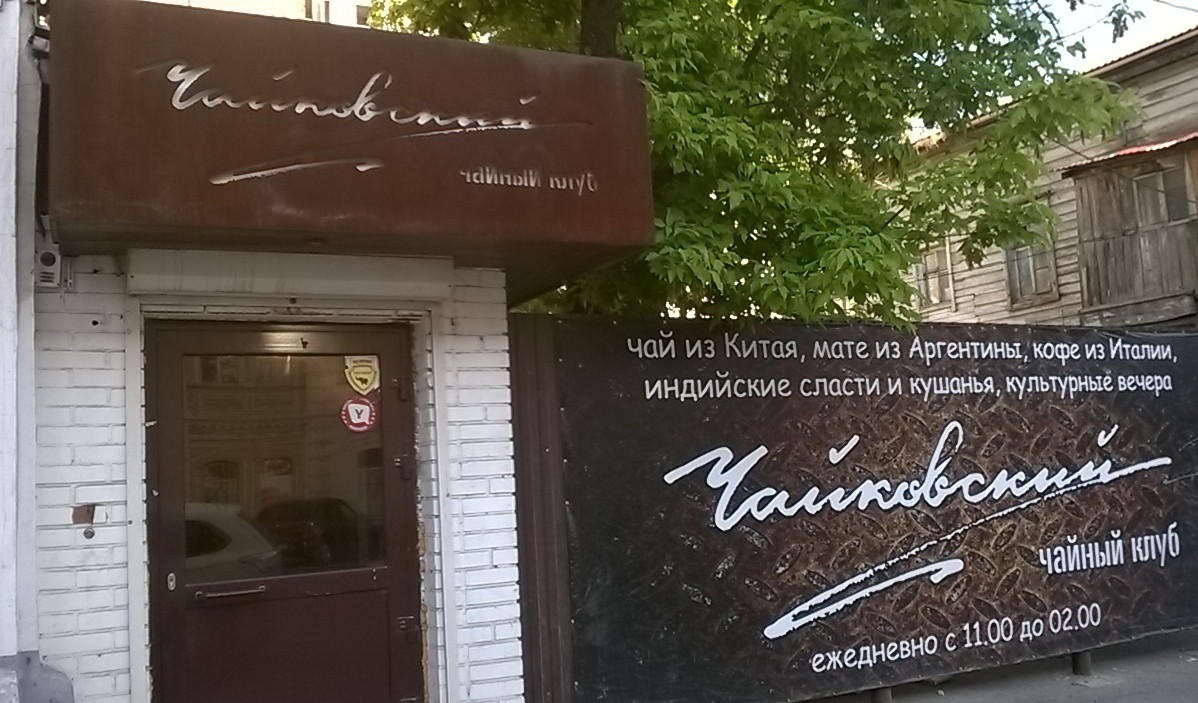 Чайковский
чайный клуб
чай из Китая, мате из Аргентины, кофе из Италии,
индийские сласти и кушанья, культурные вечера
Чайковский
чайный клуб
ежедневно с 11.00 до 02.00